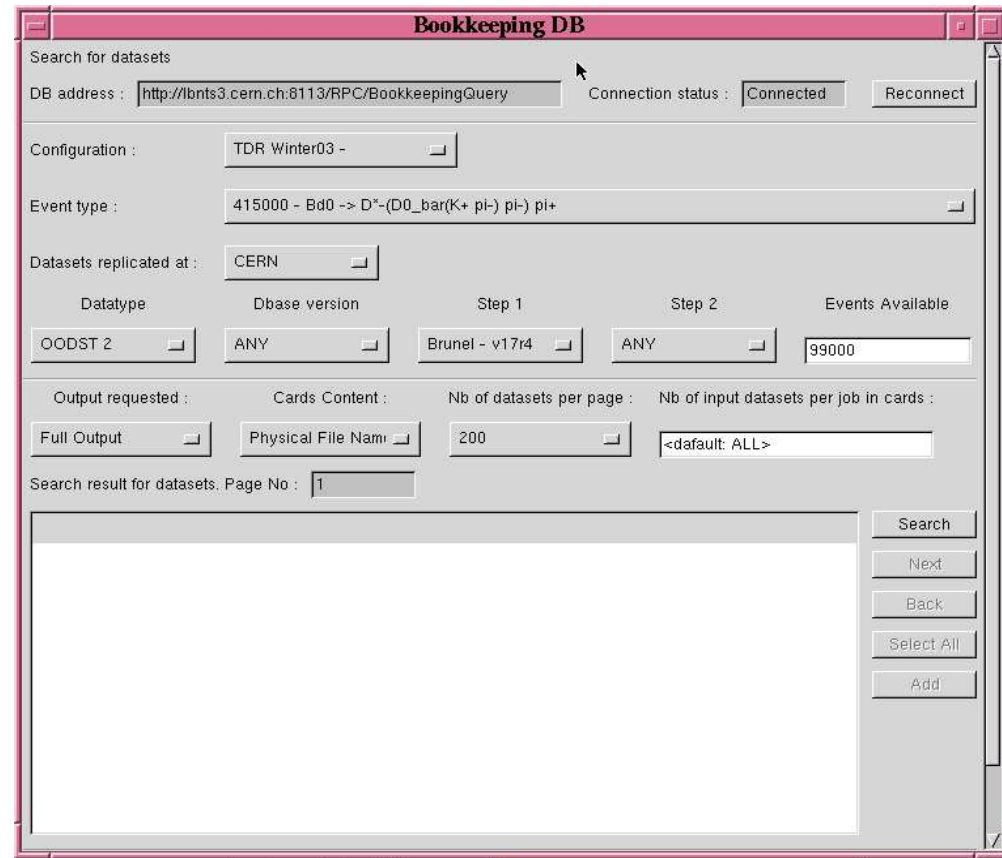 Bookkeeping DB
Search for datasets
DB address : http://lbnts3.cern.ch:8113/RPC/BookkeepingQuery Connection status : Connected Reconnect
Configuration : TDR Winter03 -
Event type : 415000 - Bd0 -> D*-(D0_bar(K+ pi-) pi-) pi+
Datasets replicated at : CERN
Datatype Dbase version Step 1 Step 2 Events Available
OODST 2 ANY Brunel - v17r4 ANY 99000
Output requested : Cards Content : Nb of datasets per page : Nb of input datasets per job in cards :
Full Output Physical File Nam 200 <dafault: ALL>
Search result for datasets. Page No : 1
Search
Next
Back
Select All
Add